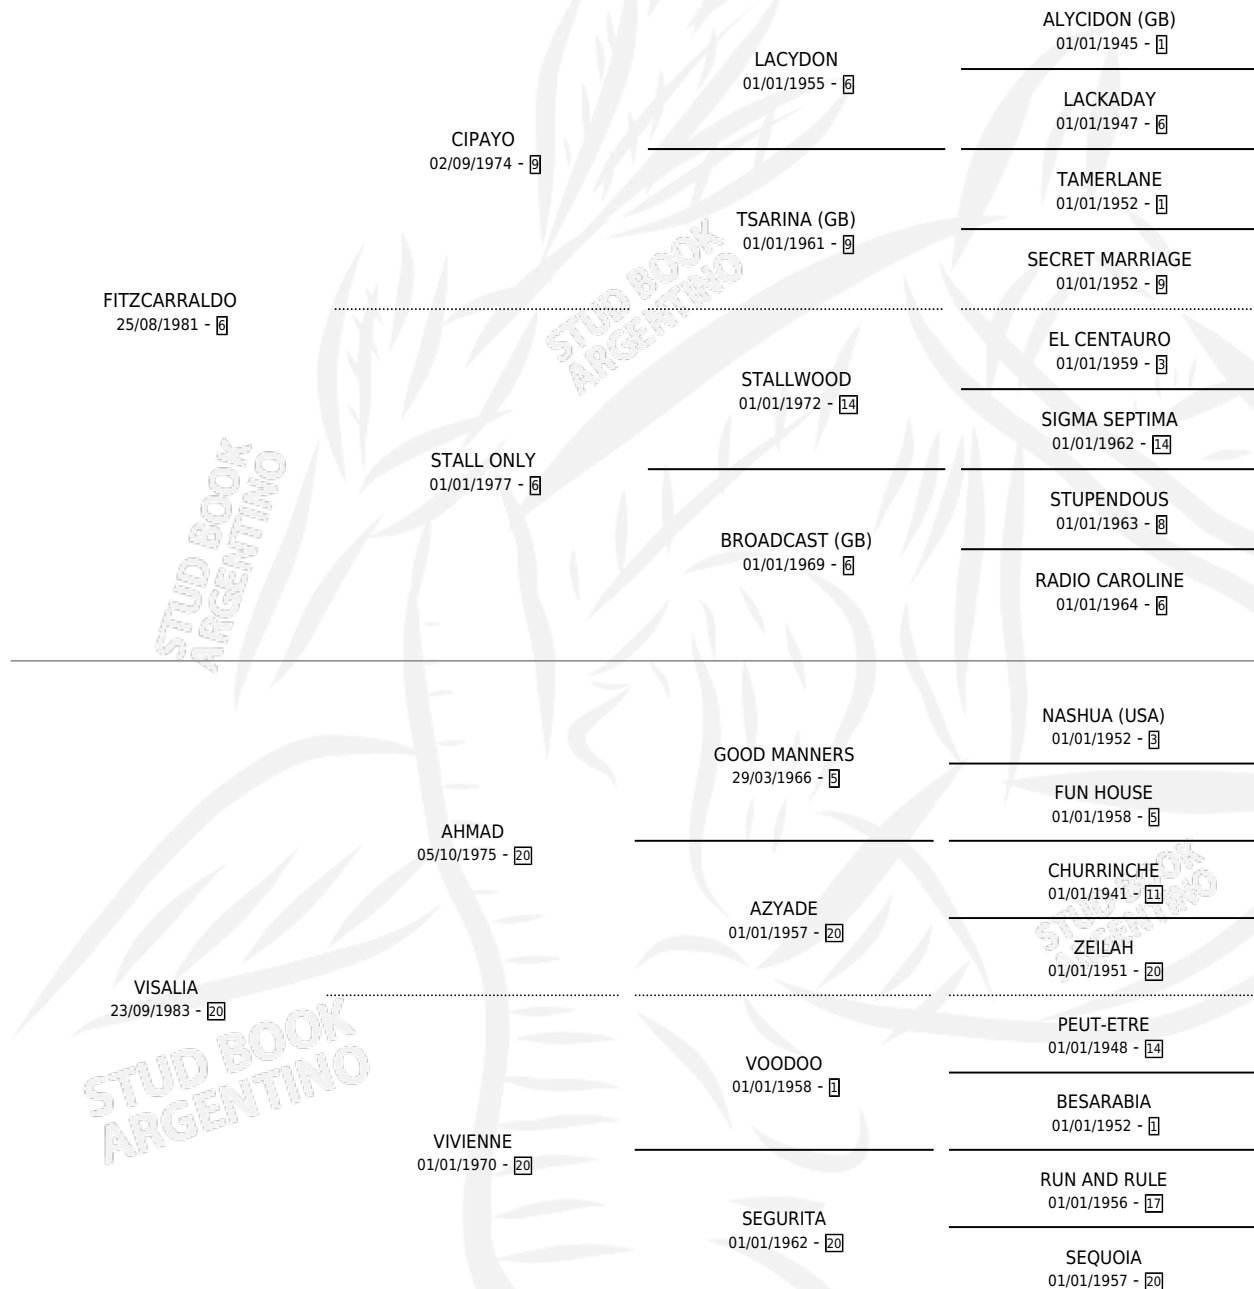 ALYCIDON (GB)
01/01/1945 - 1
LACYDON
01/01/1955 - 6
LACKADAY
01/01/1947 - 6
CIPAYO
02/09/1974 - 9
TAMERLANE
01/01/1952 - 1
TSARINA (GB)
01/01/1961 - 9
SECRET MARRIAGE
01/01/1952 - 9
FITZCARRALDO
25/08/1981 - 6
EL CENTAURO
01/01/1959 - 3
STALLWOOD
01/01/1972 - 14
SIGMA SEPTIMA
01/01/1962 - 14
STALL ONLY
01/01/1977 - 6
STUPENDOUS
01/01/1963 - 8
BROADCAST (GB)
01/01/1969 - 6
RADIO CAROLINE
01/01/1964 - 6
NASHUA (USA)
01/01/1952 - 3
GOOD MANNERS
29/03/1966 - 5
FUN HOUSE
01/01/1958 - 5
AHMAD
05/10/1975 - 20
CHURRINCHE
01/01/1941 - 11
AZYADE
01/01/1957 - 20
ZEILAH
01/01/1951 - 20
VISALIA
23/09/1983 - 20
PEUT-ETRE
01/01/1948 - 14
VOODOO
01/01/1958 - 1
BESARABIA
01/01/1952 - 1
VIVIENNE
01/01/1970 - 20
RUN AND RULE
01/01/1956 - 17
SEGURITA
01/01/1962 - 20
SEQUOIA
01/01/1957 - 20
STUD BOOK
ARGENTINO
STUD BOOK
ARGENTINO
STUD BOOK
ARGENTINO
STUD BOOK
ARGENTINO